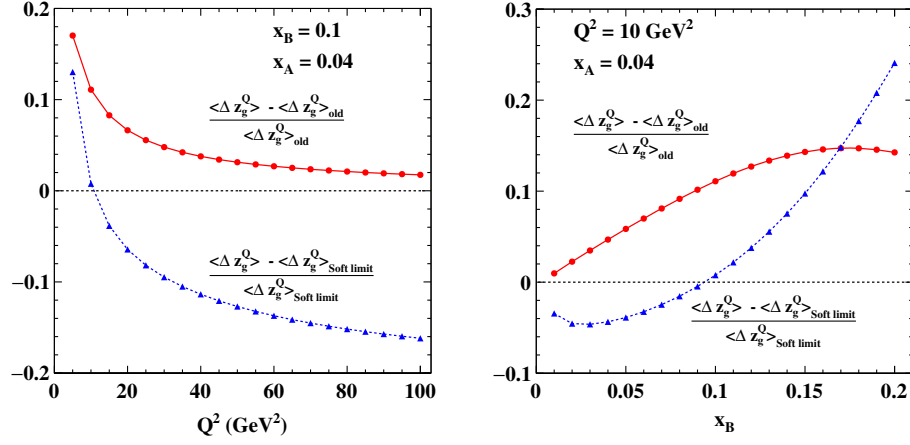 0.2
0.1
0
−0.1
−0.2
x_B = 0.1
x_A = 0.04
<Δ z_g^Q> - <Δ z_g^Q>_old
<Δ z_g^Q>_old
<Δ z_g^Q> - <Δ z_g^Q>_Soft limit
<Δ z_g^Q>_Soft limit
0 20 40 60 80 100
Q^2 (GeV^2)
0.3
0.2
0.1
0
−0.1
Q^2 = 10 GeV^2
x_A = 0.04
<Δ z_g^Q> - <Δ z_g^Q>_old
<Δ z_g^Q>_old
<Δ z_g^Q> - <Δ z_g^Q>_Soft limit
<Δ z_g^Q>_Soft limit
0 0.05 0.1 0.15 0.2
x_B